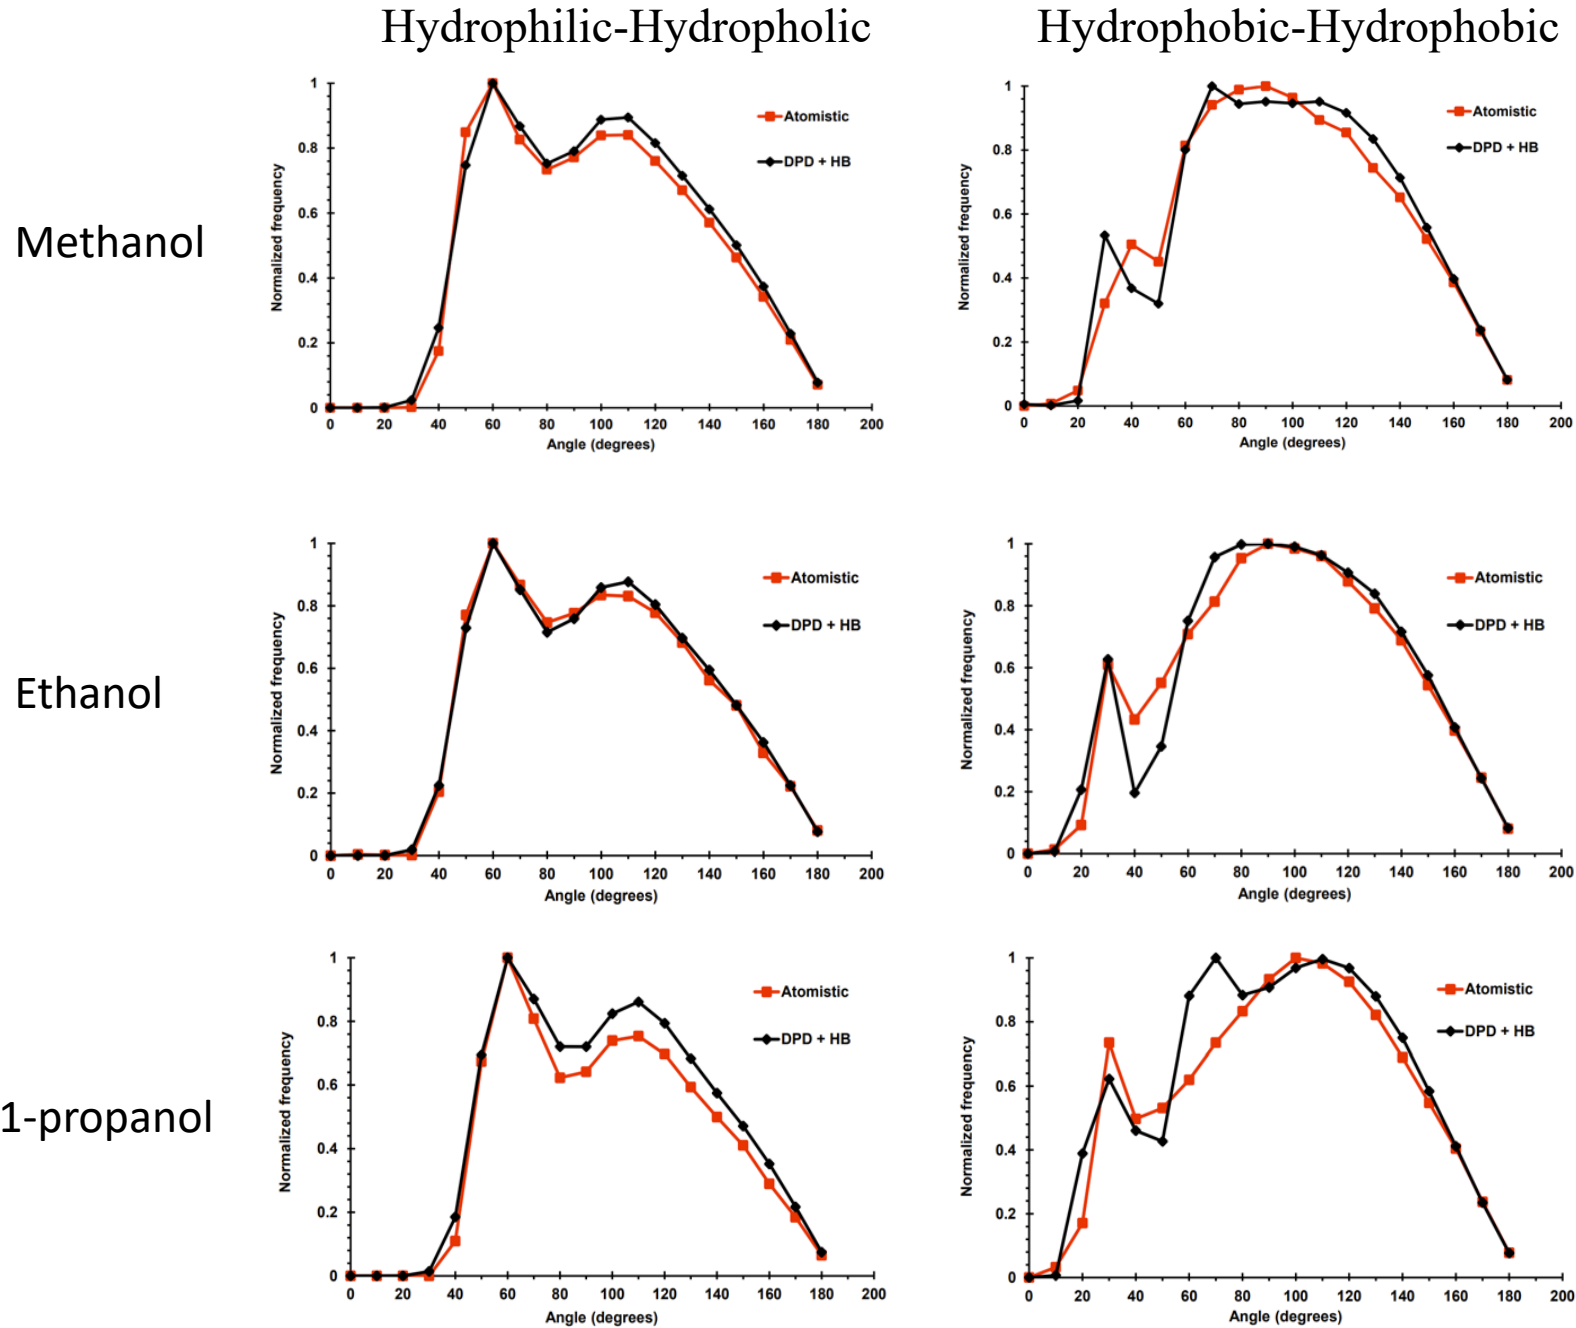 Hydrophilic-Hydropholic
Hydrophobic-Hydrophobic
Methanol
1
0.8
0.6
0.4
0.2
0
0 20 40 60 80 100 120 140 160 180 200
Normalized frequency
Angle (degrees)
Atomistic
DPD + HB
1
0.8
0.6
0.4
0.2
0
0 20 40 60 80 100 120 140 160 180 200
Normalized frequency
Angle (degrees)
Atomistic
DPD + HB
Ethanol
1
0.8
0.6
0.4
0.2
0
0 20 40 60 80 100 120 140 160 180 200
Normalized frequency
Angle (degrees)
Atomistic
DPD + HB
1
0.8
0.6
0.4
0.2
0
0 20 40 60 80 100 120 140 160 180 200
Normalized frequency
Angle (degrees)
Atomistic
DPD + HB
1-propanol
1
0.8
0.6
0.4
0.2
0
0 20 40 60 80 100 120 140 160 180 200
Normalized frequency
Angle (degrees)
Atomistic
DPD + HB
1
0.8
0.6
0.4
0.2
0
0 20 40 60 80 100 120 140 160 180 200
Normalized frequency
Angle (degrees)
Atomistic
DPD + HB